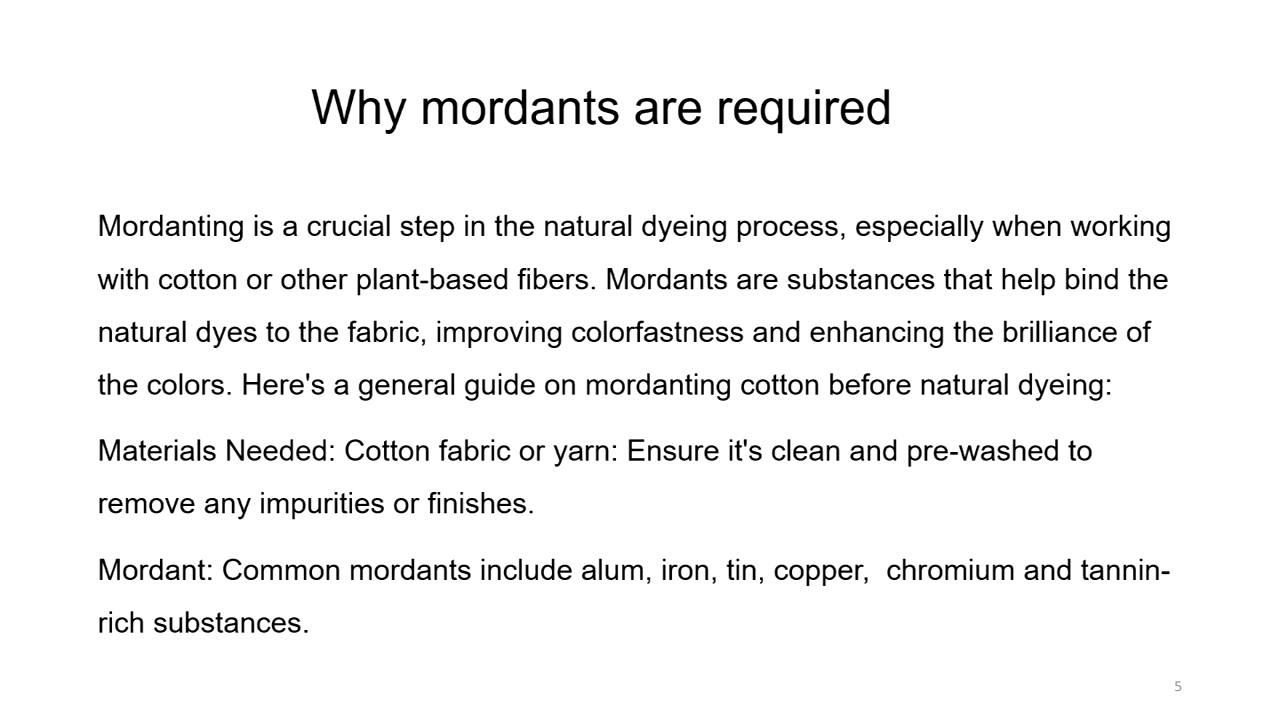 Why mordants are required
Mordanting is a crucial step in the natural dyeing process, especially when working
with cotton or other plant-based fibers. Mordants are substances that help bind the
natural dyes to the fabric, improving colorfastness and enhancing the brilliance of
the colors. Here's a general guide on mordanting cotton before natural dyeing:
Materials Needed: Cotton fabric or yarn: Ensure it's clean and pre-washed to
remove any impurities or finishes.
Mordant: Common mordants include alum, iron, tin, copper,  chromium and tannin-
rich substances.
5